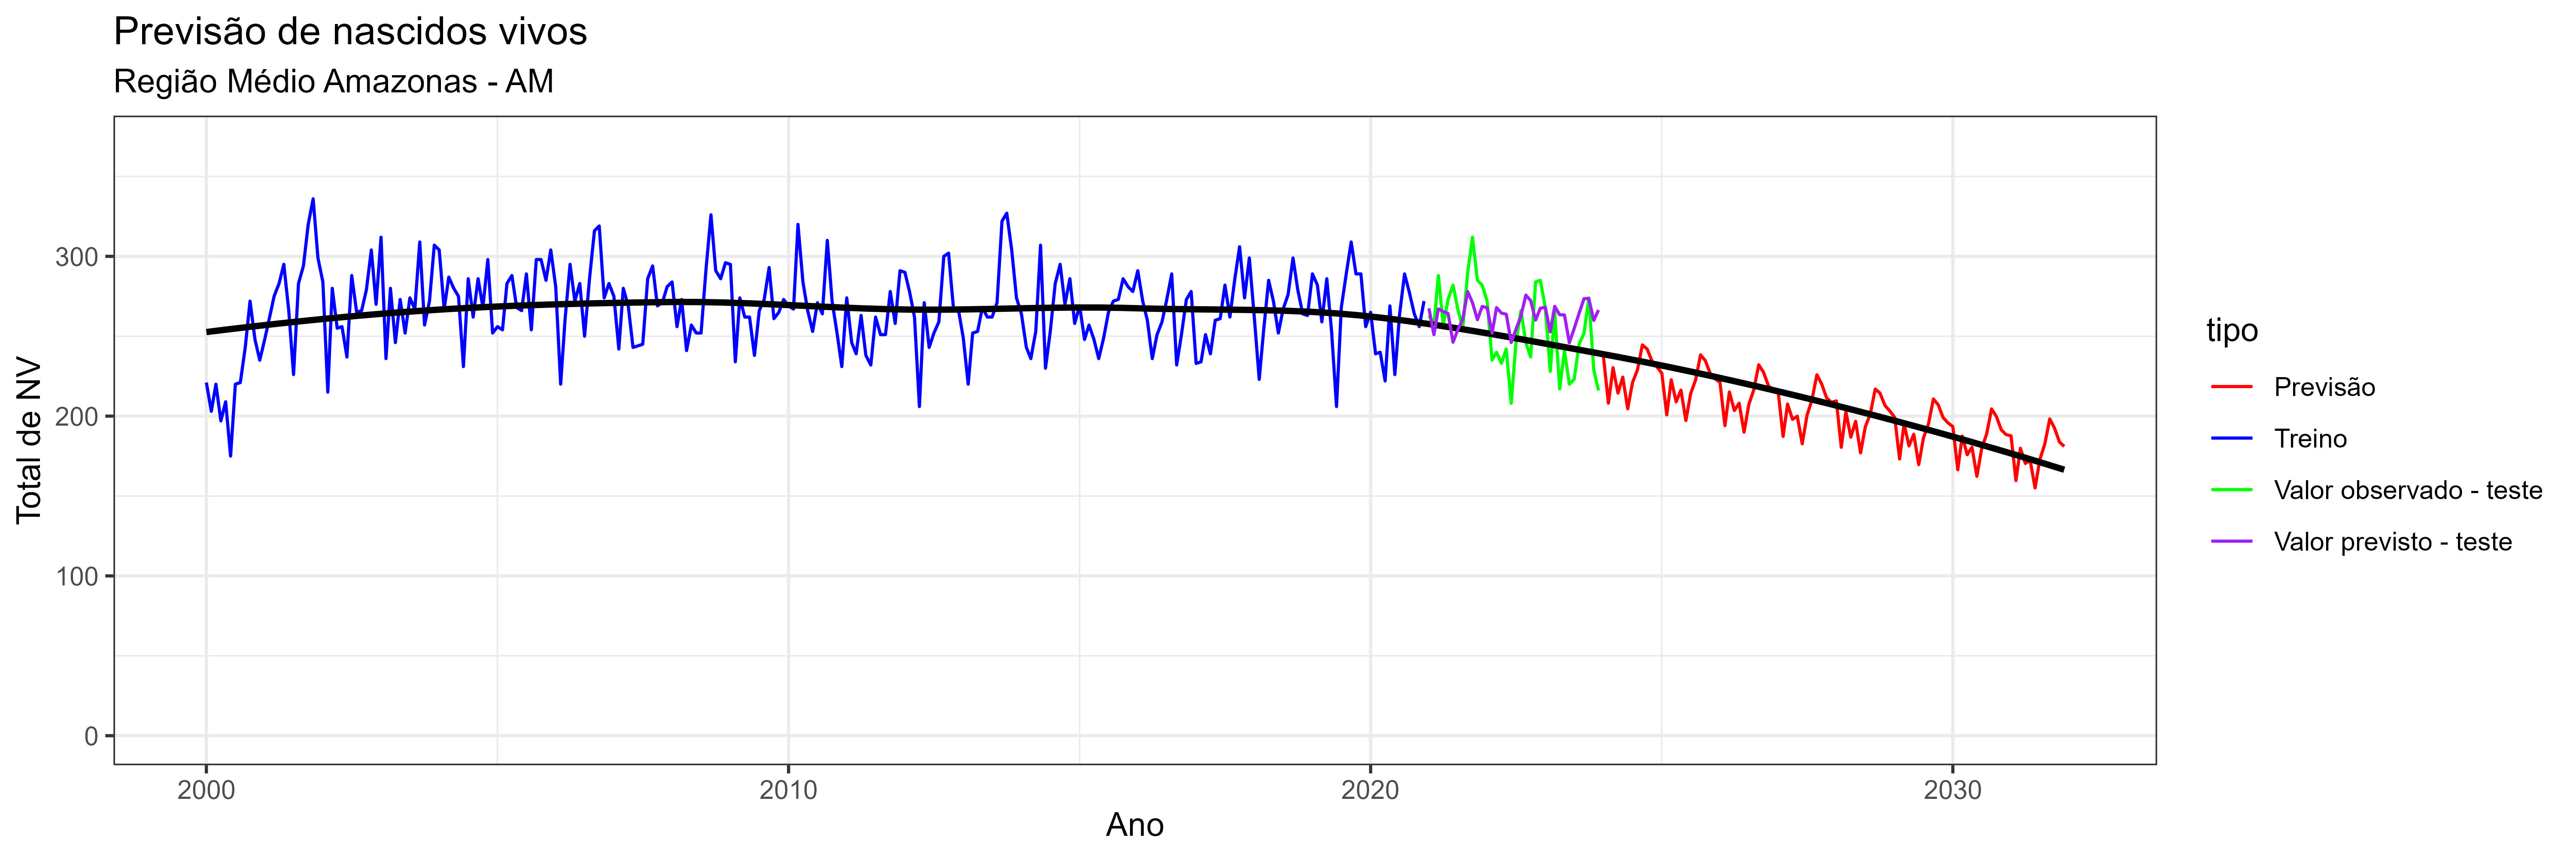 Previsão de nascidos vivos
Região Médio Amazonas - AM
Total de NV
300
200
100
0
2000
2010
2020
2030
Ano
tipo
Previsão
Treino
Valor observado - teste
Valor previsto - teste